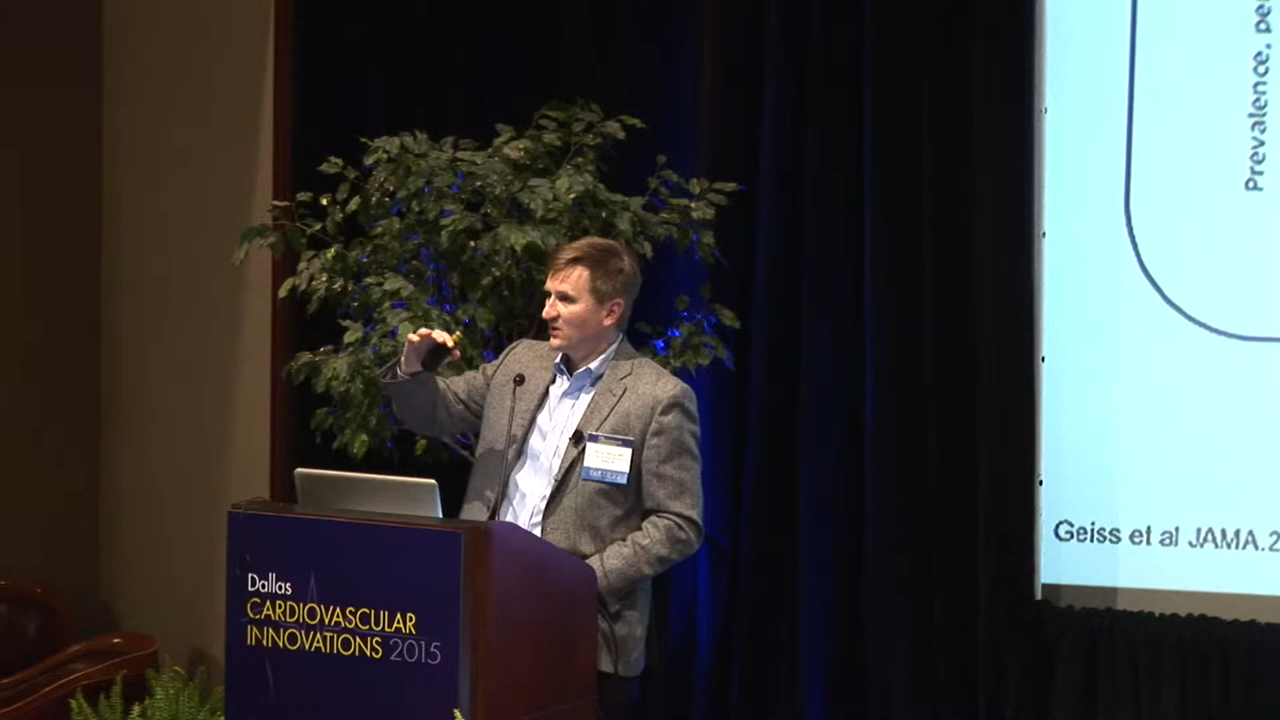 Dallas
CARDIOVASCULAR
INNOVATIONS 2015
Prevalence,
Geiss et al JAMA.2